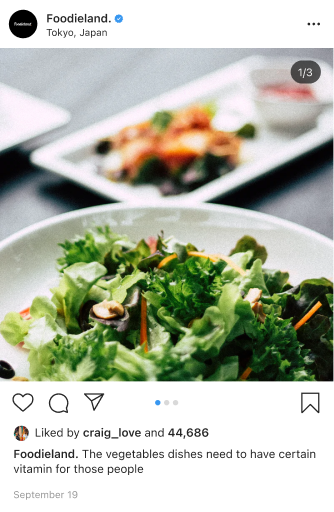 Foodieland.
Foodieland.
Tokyo, Japan
1/3
Liked by craig_love and 44,686
Foodieland. The vegetables dishes need to have certain
vitamin for those people
September 19